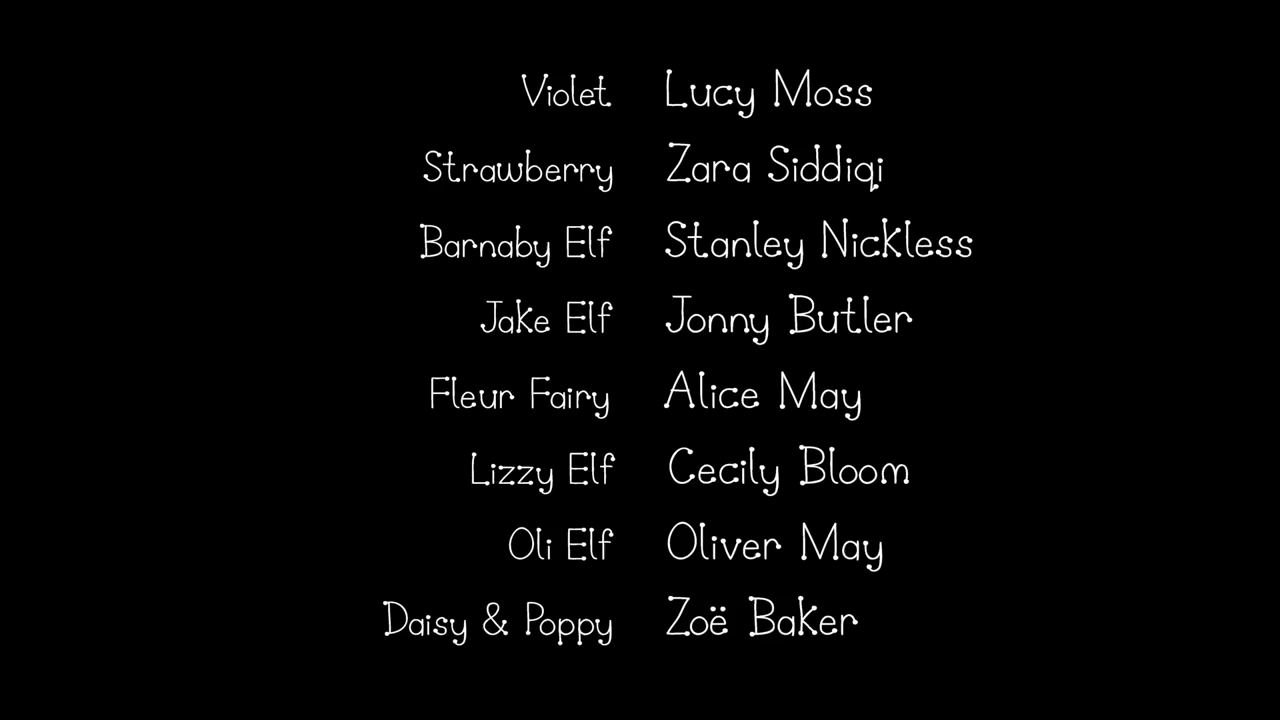 Violet Lucy Moss
Strawberry Zara Siddiqi
Barnaby Elf Stanley Nickless
Jake Elf Jonny Butler
Fleur Fairy Alice May
Lizzy Elf Cecily Bloom
Oli Elf Oliver May
Daisy & Poppy Zoë Baker